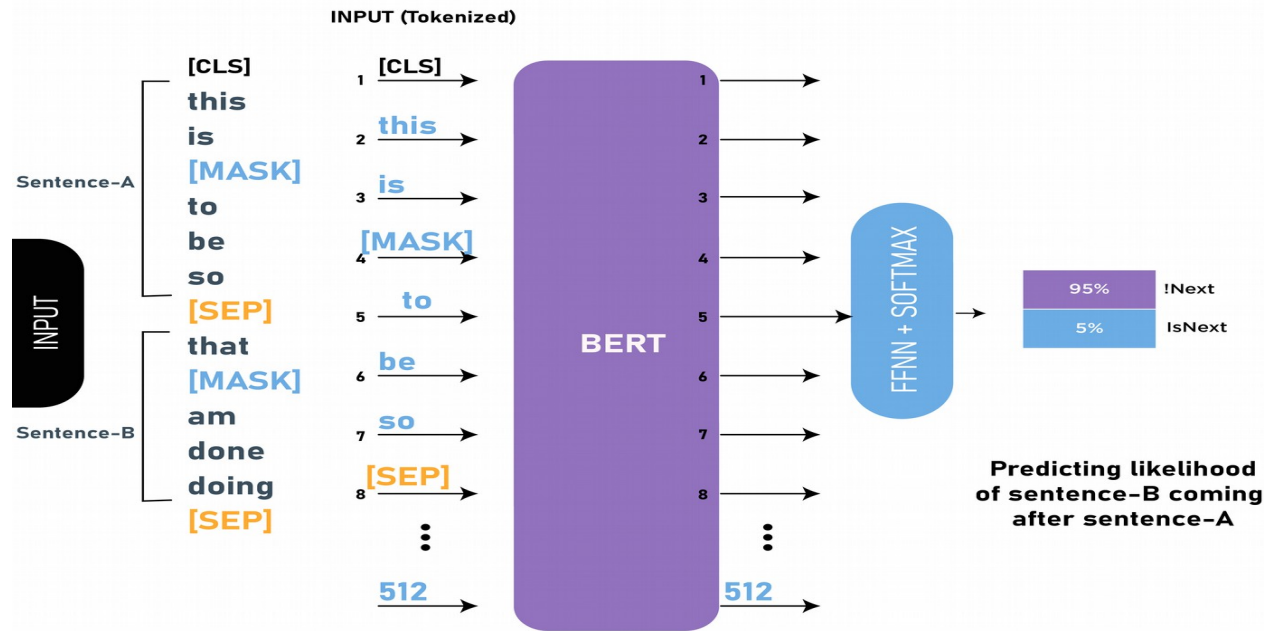 INPUT (Tokenized)
INPUT
Sentence-A
Sentence-B
[CLS]
this
is
[MASK]
to
be
so
[SEP]
that
[MASK]
am
done
doing
[SEP]
1 [CLS]
2 this
3 is
4 [MASK]
5 to
6 be
7 so
8 [SEP]
512
BERT
1
2
3
4
5
6
7
8
512
FFNN + SOFTMAX
95% !Next
5% IsNext
Predicting likelihood
of sentence-B coming
after sentence-A